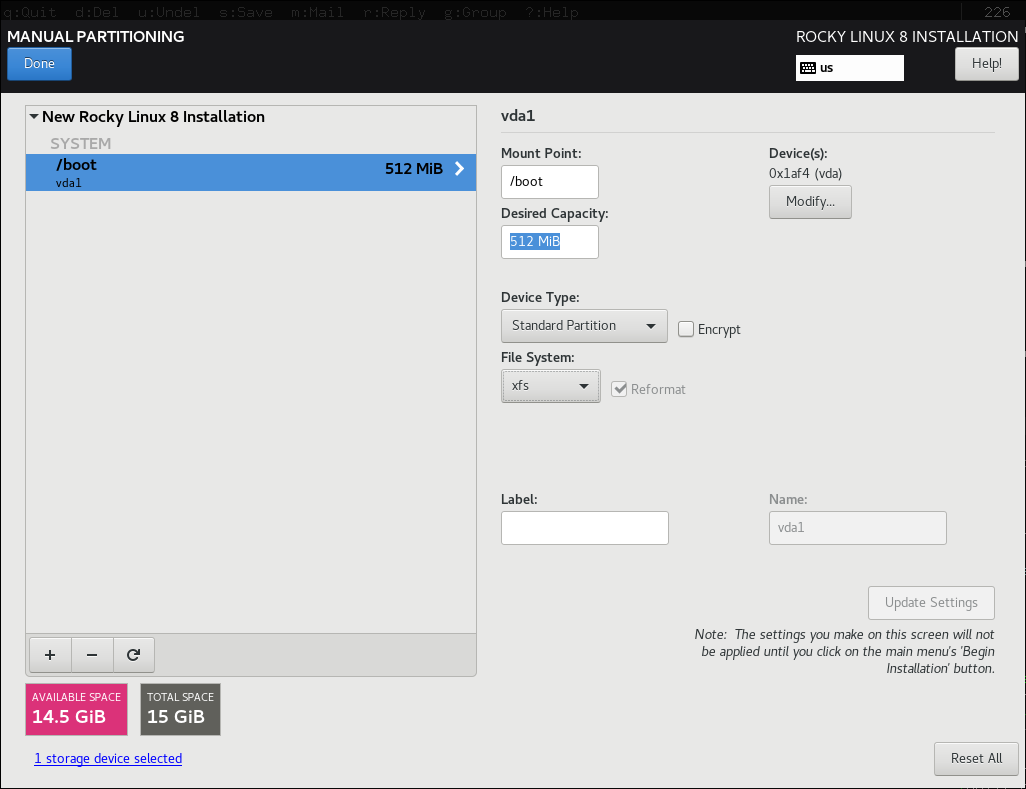 q:Quit d:Del u:Undel s:Save m:Mail r:Reply g:Group ?:Help 226
MANUAL PARTITIONING
ROCKY LINUX 8 INSTALLATION
Done
us
Help!
New Rocky Linux 8 Installation
SYSTEM
/boot
512 MiB
vda1
vda1
Mount Point:
/boot
Device(s):
0x1af4 (vda)
Modify...
Desired Capacity:
512 MiB
Device Type:
Standard Partition
Encrypt
File System:
xfs
Reformat
Label:
Name:
vda1
Update Settings
Note: The settings you make on this screen will not
be applied until you click on the main menu's 'Begin
Installation' button.
AVAILABLE SPACE
14.5 GiB
TOTAL SPACE
15 GiB
1 storage device selected
Reset All